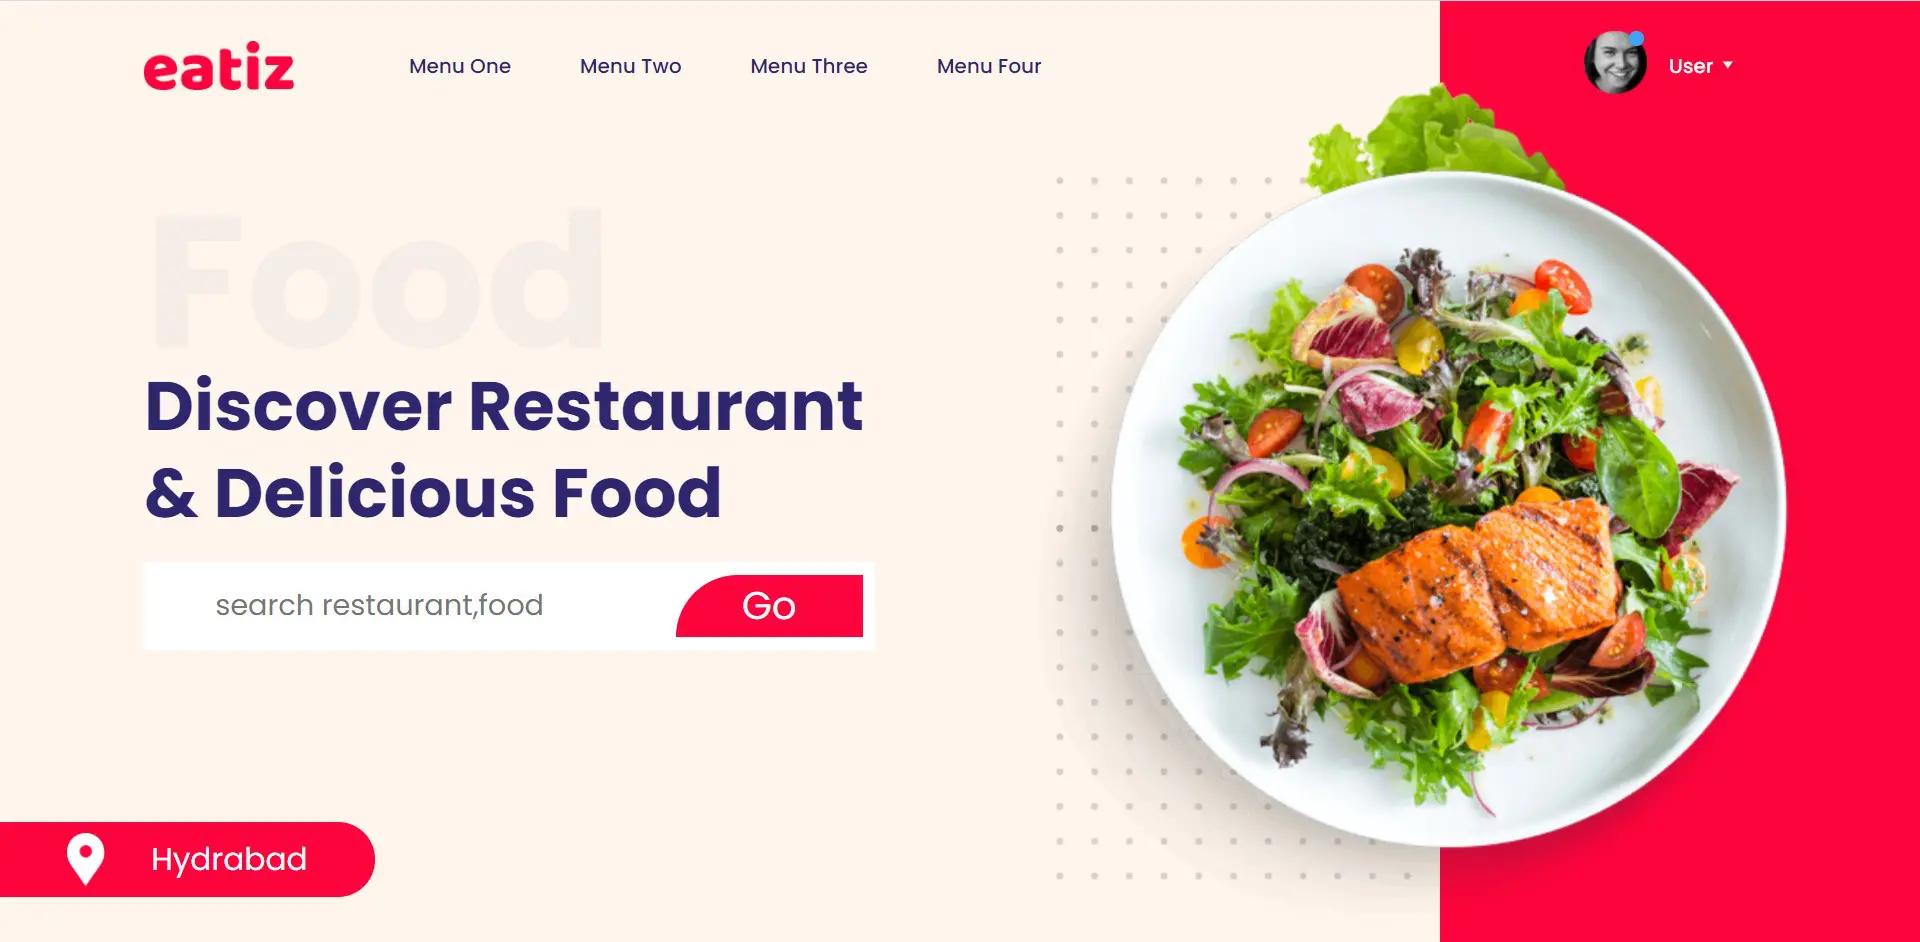 eatiz
Menu One
Menu Two
Menu Three
Menu Four
User
Food
Discover Restaurant
& Delicious Food
search restaurant,food
Go
Hydrabad